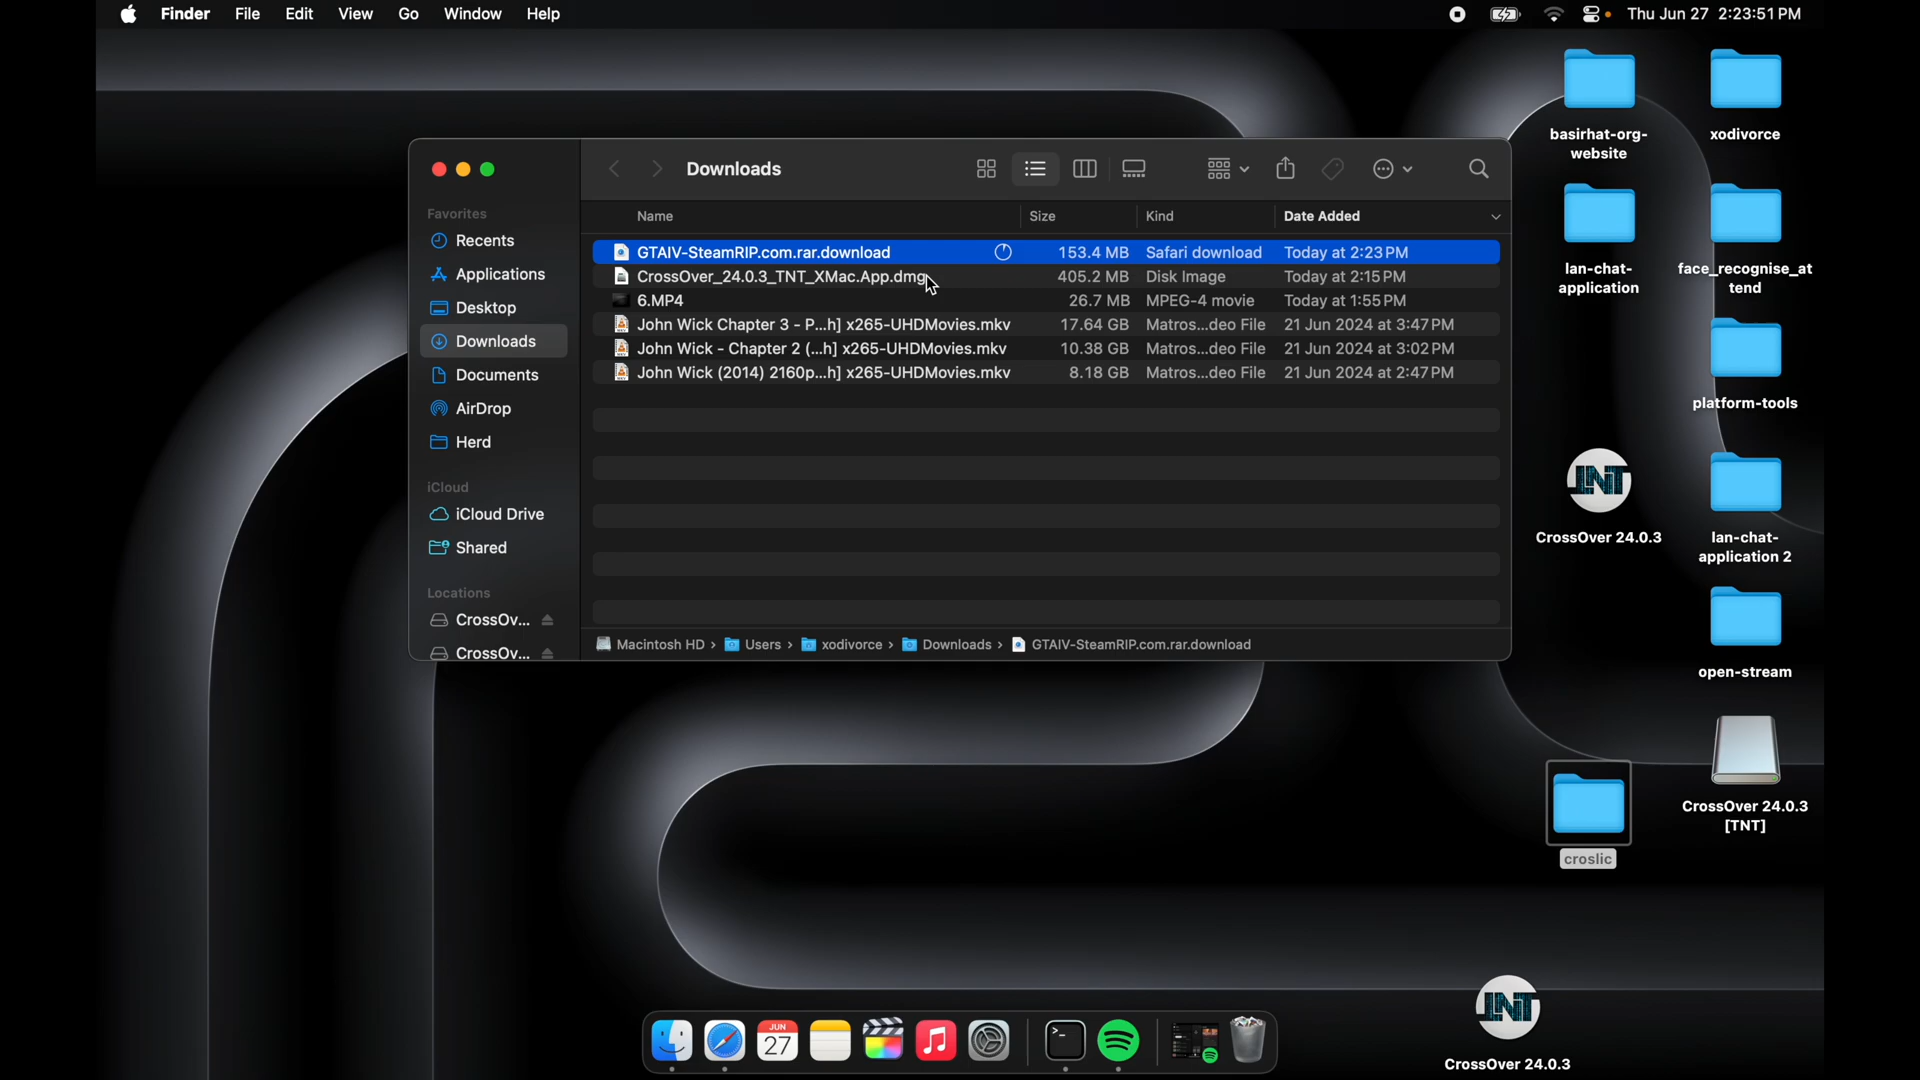 Finder File Edit View Go Window Help
Thu Jun 27 2:23:51 PM
Downloads
Favorites
Recents
Applications
Desktop
Downloads
Documents
AirDrop
Herd
iCloud
iCloud Drive
Shared
Locations
CrossOv...
CrossOv...
Name Size Kind Date Added
GTAIV-SteamRIP.com.rar.download 153.4 MB Safari download Today at 2:23 PM
CrossOver_24.0.3_TNT_XMac.App.dmg 405.2 MB Disk Image Today at 2:15 PM
6.MP4 26.7 MB MPEG-4 movie Today at 1:55 PM
John Wick Chapter 3 - P...h] x265-UHDMovies.mkv 17.64 GB Matros...deo File 21 Jun 2024 at 3:47 PM
John Wick - Chapter 2 (...h] x265-UHDMovies.mkv 10.38 GB Matros...deo File 21 Jun 2024 at 3:02 PM
John Wick (2014) 2160p...h] x265-UHDMovies.mkv 8.18 GB Matros...deo File 21 Jun 2024 at 2:47 PM
Macintosh HD › Users › xodivorce › Downloads › GTAIV-SteamRIP.com.rar.download
basirhat-org-
website
xodivorce
lan-chat-
application
face_recognise_at
tend
platform-tools
TNT
CrossOver 24.0.3
lan-chat-
application 2
open-stream
croslic
CrossOver 24.0.3
[TNT]
TNT
CrossOver 24.0.3
JUN
27